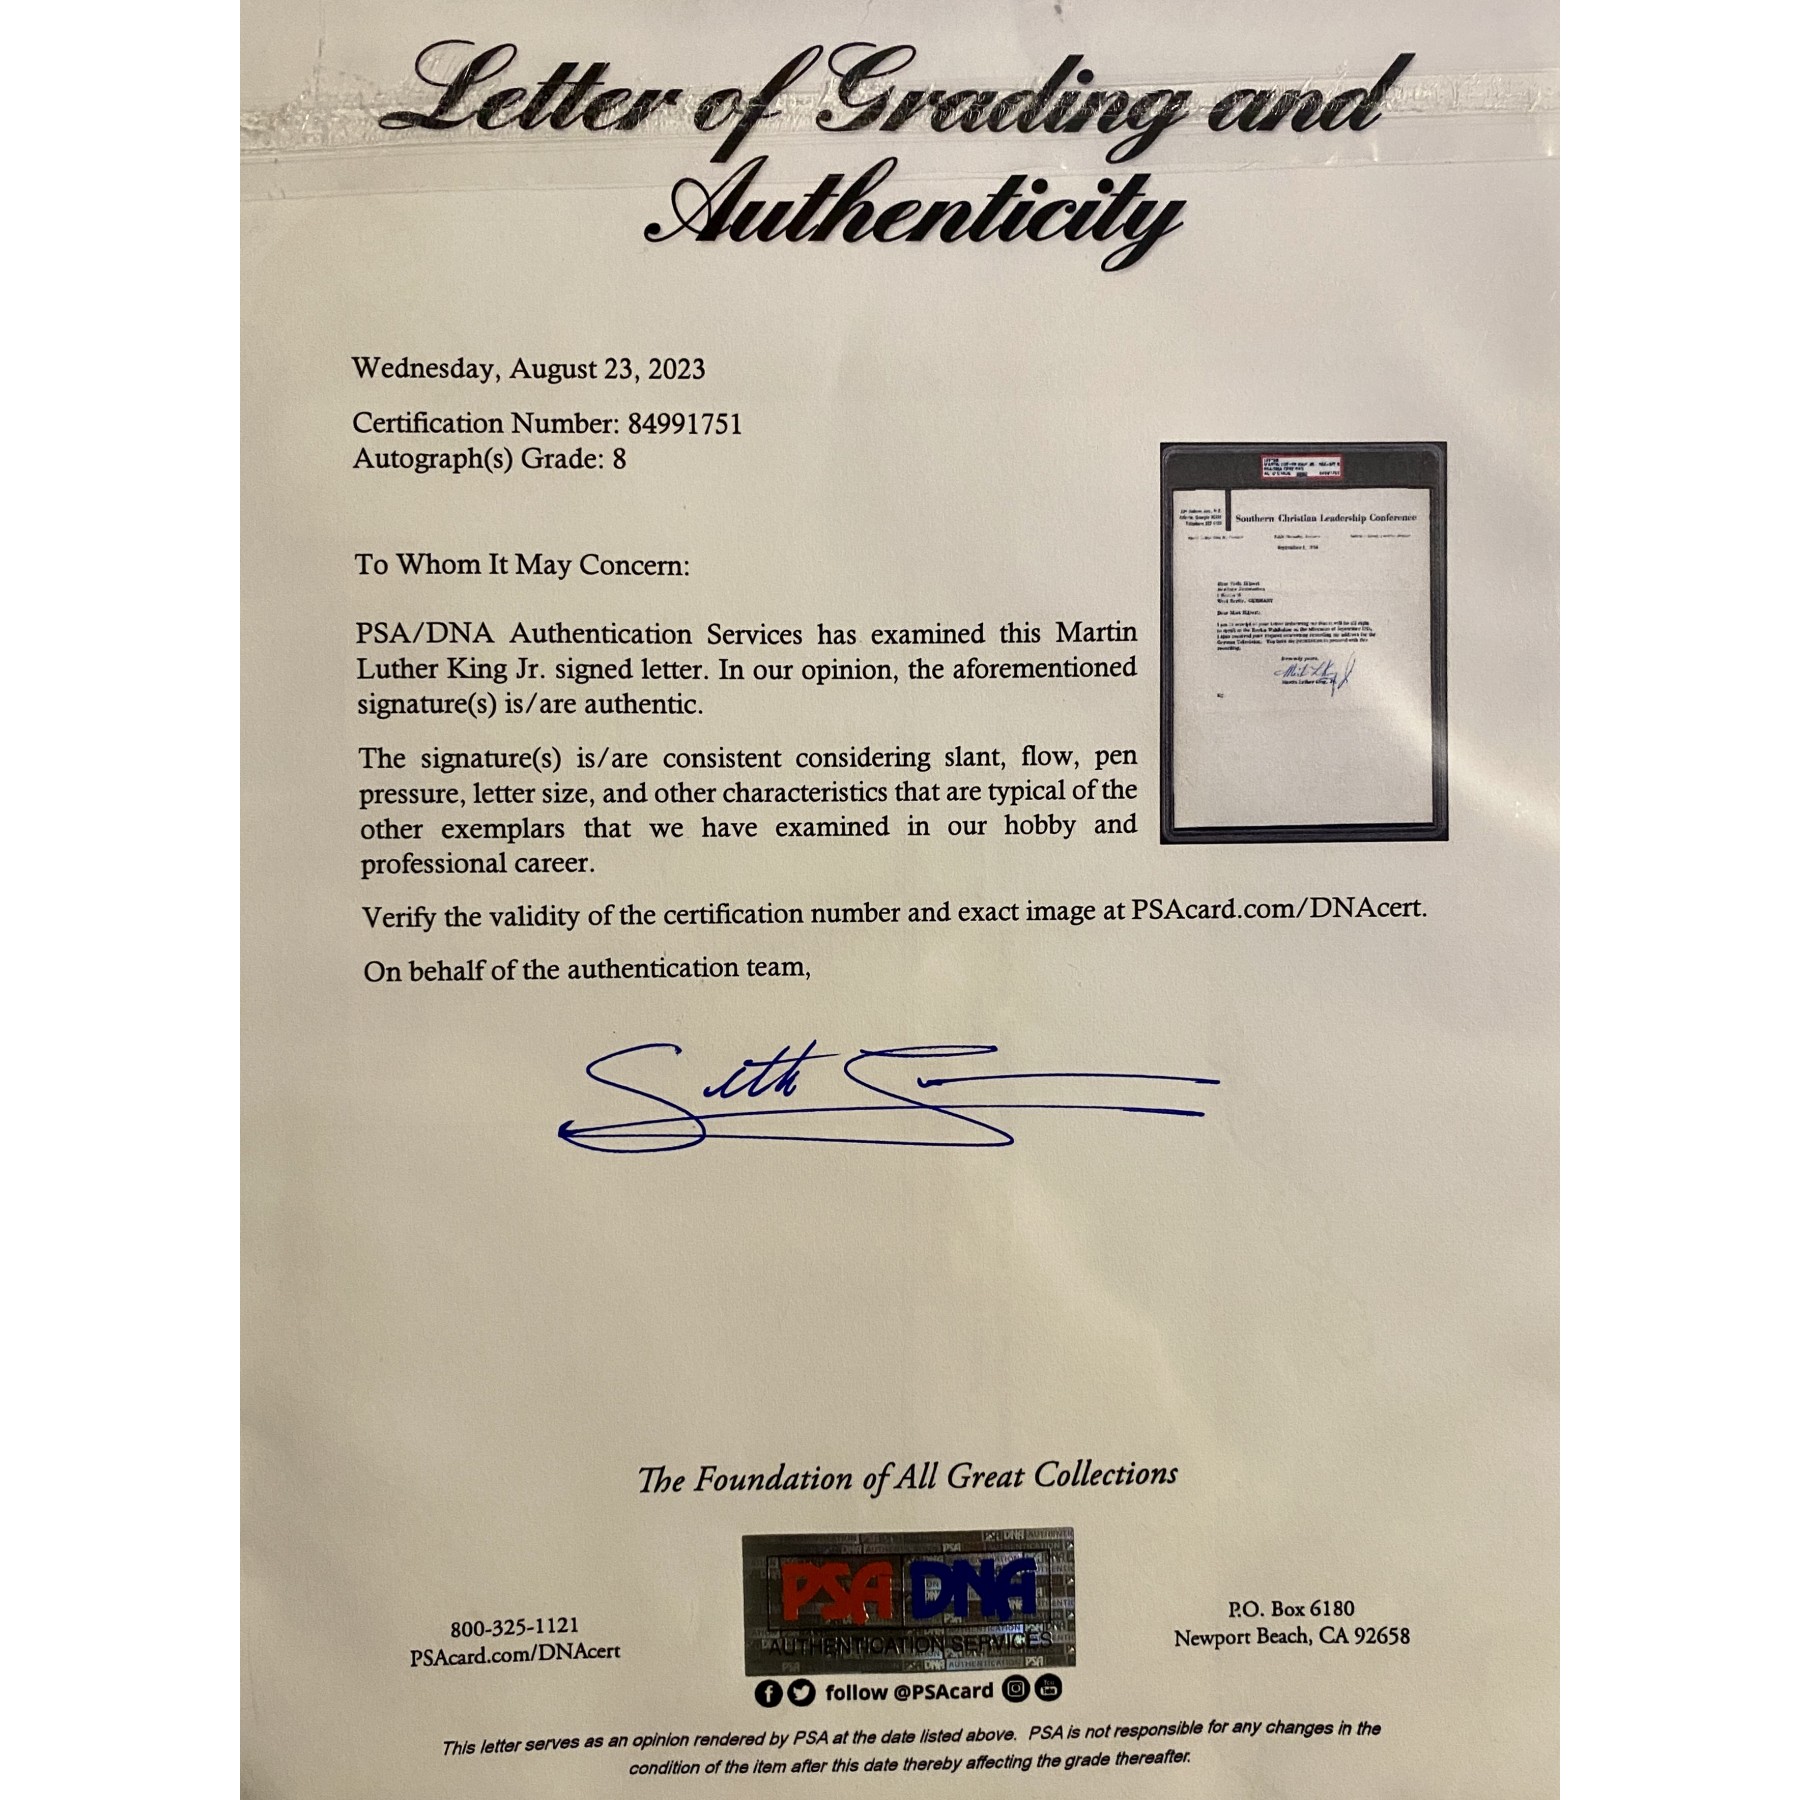 Letter of Grading and
Authenticity
Wednesday, August 23, 2023
Certification Number: 84991751
Autograph(s) Grade: 8
To Whom It May Concern:
PSA/DNA Authentication Services has examined this Martin
Luther King Jr. signed letter. In our opinion, the aforementioned
signature(s) is/are authentic.
The signature(s) is/are consistent considering slant, flow, pen
pressure, letter size, and other characteristics that are typical of the
other exemplars that we have examined in our hobby and
professional career.
Southern Christian Leadership Conference
Sincerely yours,
Martin Luther King, Jr.
Verify the validity of the certification number and exact image at PSAcard.com/DNAcert.
On behalf of the authentication team,
Seth
The Foundation of All Great Collections
PSA DNA
AUTHENTICATION SERVICES
800-325-1121
PSAcard.com/DNAcert
P.O. Box 6180
Newport Beach, CA 92658
follow @PSAcard
This letter serves as an opinion rendered by PSA at the date listed above. PSA is not responsible for any changes in the
condition of the item after this date thereby affecting the grade thereafter.